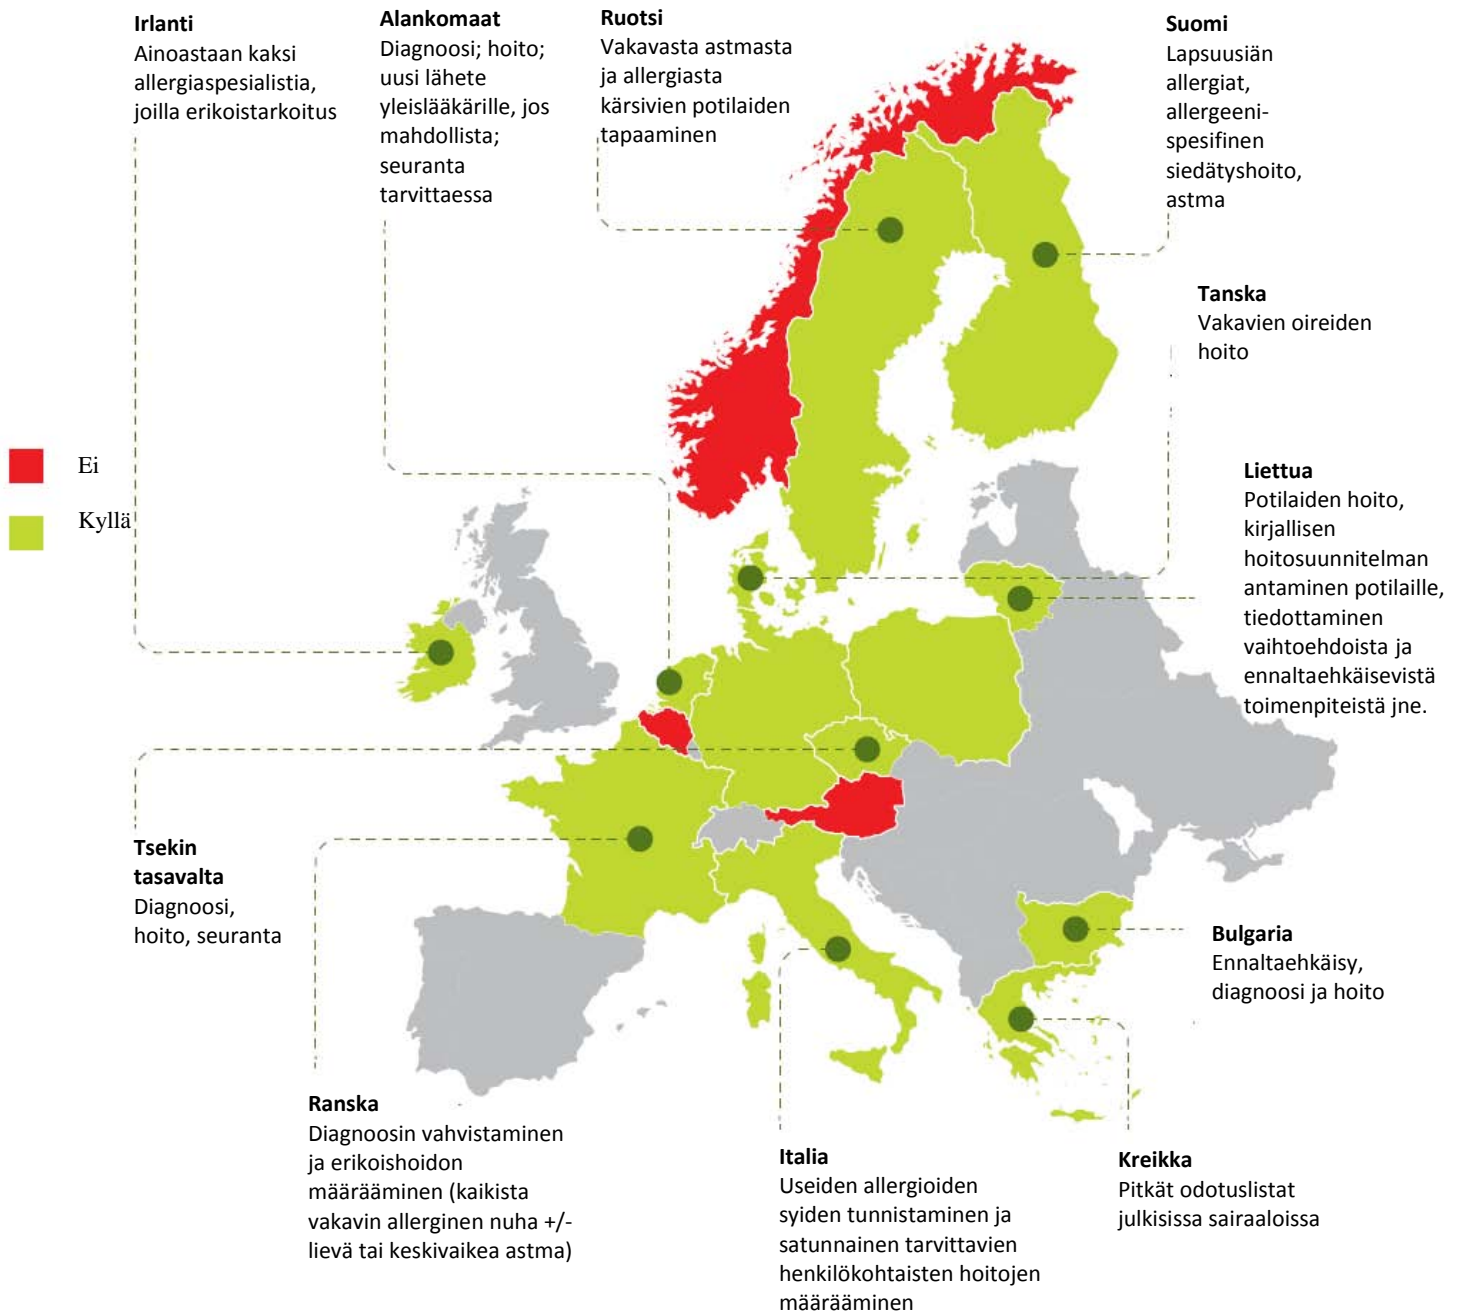 Irlanti
Ainoastaan kaksi
allergiaspesialistia,
joilla erikoistarkoitus
Alankomaat
Diagnoosi; hoito;
uusi lähete
yleislääkärille, jos
mahdollista;
seuranta
tarvittaessa
Ruotsi
Vakavasta astmasta
ja allergiasta
kärsivien potilaiden
tapaaminen
Suomi
Lapsuusiän
allergiat,
allergeeni-
spesifinen
siedätyshoito,
astma
Tanska
Vakavien oireiden
hoito
Ei
Kyllä
Liettua
Potilaiden hoito,
kirjallisen
hoitosuunnitelman
antaminen potilaille,
tiedottaminen
vaihtoehdoista ja
ennaltaehkäisevistä
toimenpiteistä jne.
Tsekin
tasavalta
Diagnoosi,
hoito, seuranta
Bulgaria
Ennaltaehkäisy,
diagnoosi ja hoito
Ranska
Diagnoosin vahvistaminen
ja erikoishoidon
määrääminen (kaikista
vakavin allerginen nuha +/-
lievä tai keskivaikea astma)
Italia
Useiden allergioiden
syiden tunnistaminen ja
satunnainen tarvittavien
henkilökohtaisten hoitojen
määrääminen
Kreikka
Pitkät odotuslistat
julkisissa sairaaloissa